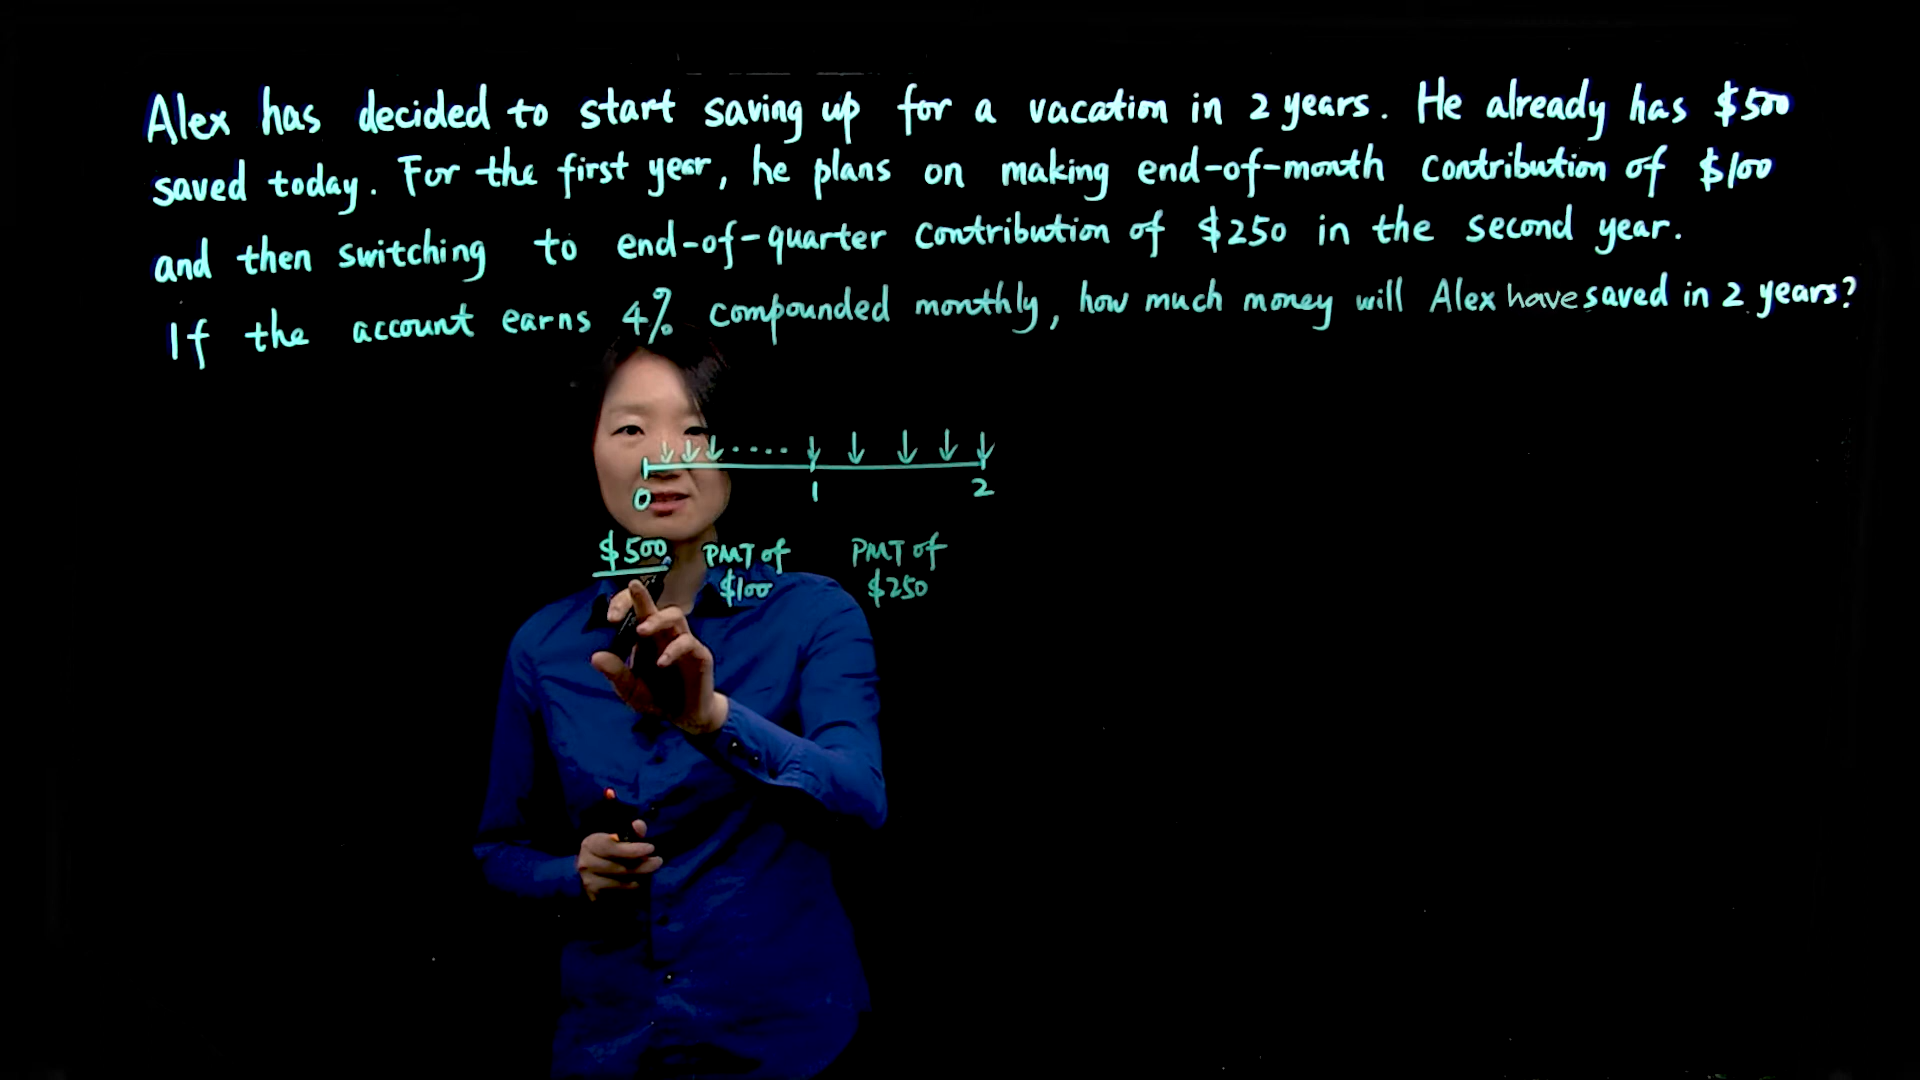 Alex has decided to start saving up for a vacation in 2 years. He already has $500
saved today. For the first year, he plans on making end-of-month contribution of $100
and then switching to end-of-quarter contribution of $250 in the second year.
If the account earns 4% compounded monthly, how much money will Alex have saved in 2 years?
0 1 2
$500 PMT of PMT of
$100 $250